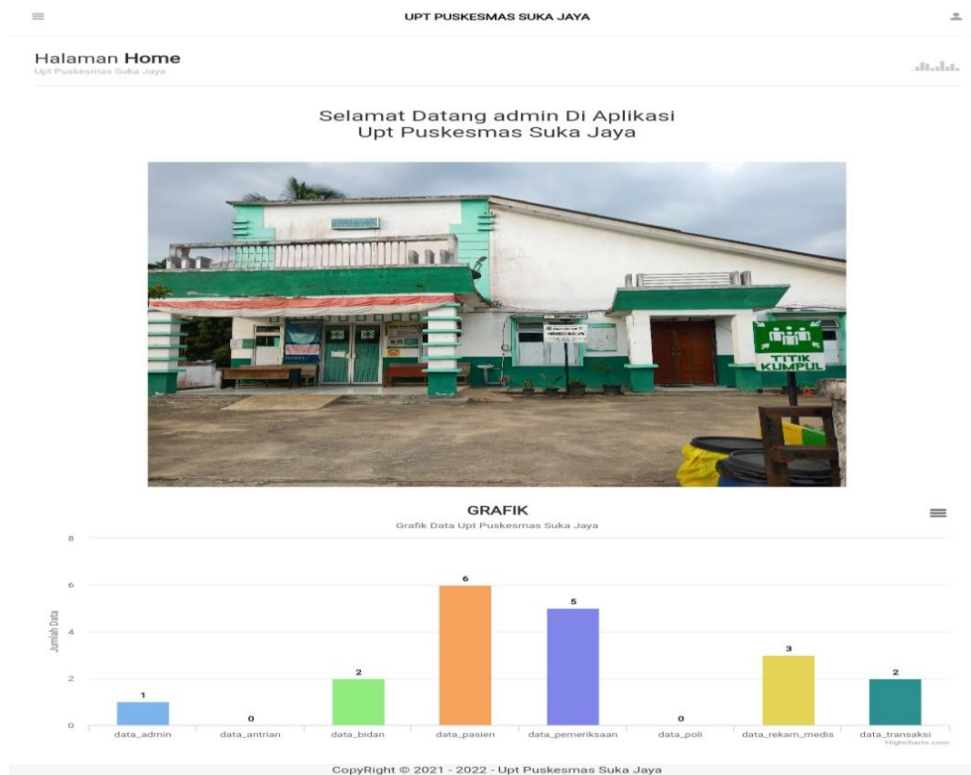 UPT PUSKESMAS SUKA JAYA
Halaman Home
Upt Puskesmas Suka Jaya
Selamat Datang admin Di Aplikasi
Upt Puskesmas Suka Jaya
TITIK
KUMPUL
GRAFIK
Grafik Data Upt Puskesmas Suka Jaya
Jumlah Data
8
6
4
2
0
1
0
2
6
5
0
3
2
data_admin
data_antrian
data_bidan
data_pasien
data_pemeriksaan
data_poli
data_rekam_medis
data_transaksi
Highcharts.com
CopyRight © 2021 - 2022 - Upt Puskesmas Suka Jaya